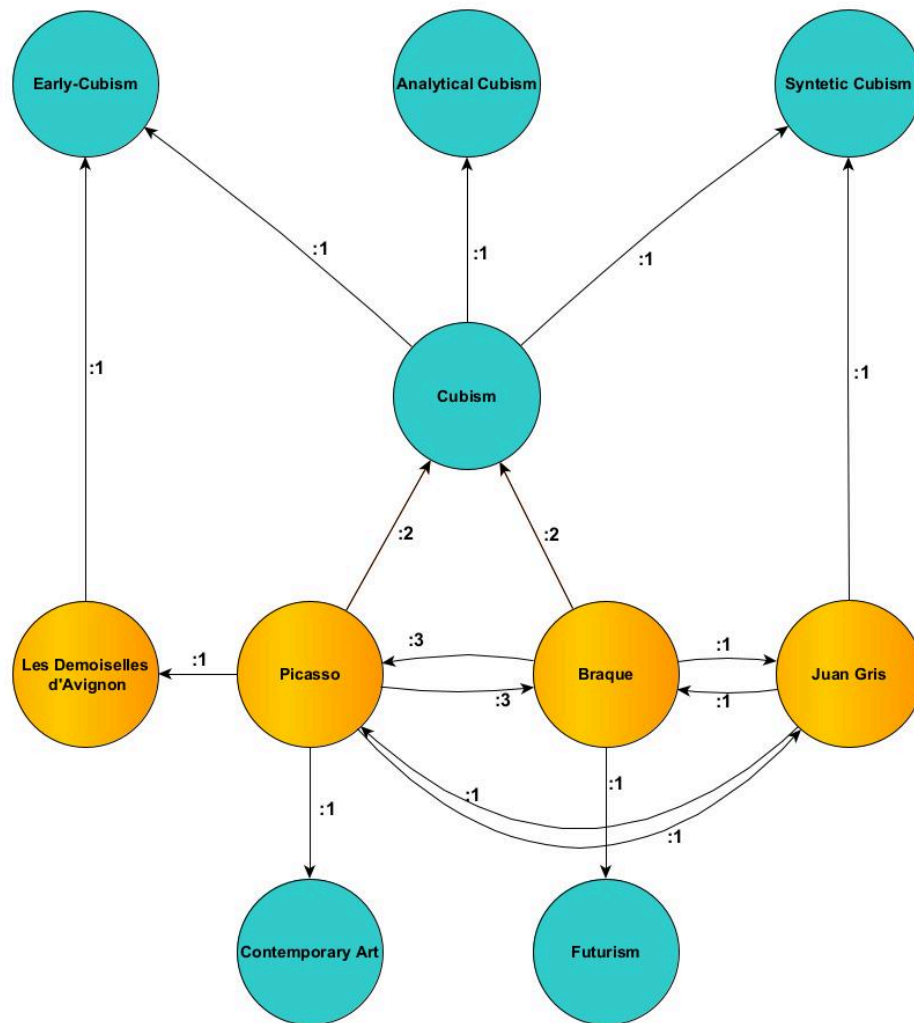 Early-Cubism
Analytical Cubism
Syntetic Cubism
:1
:1
:1
:1
:1
Cubism
:2
:2
Les Demoiselles
d'Avignon
:1
Picasso
:3
:3
Braque
:1
:1
Juan Gris
:1
:1
:1
:1
Contemporary Art
Futurism